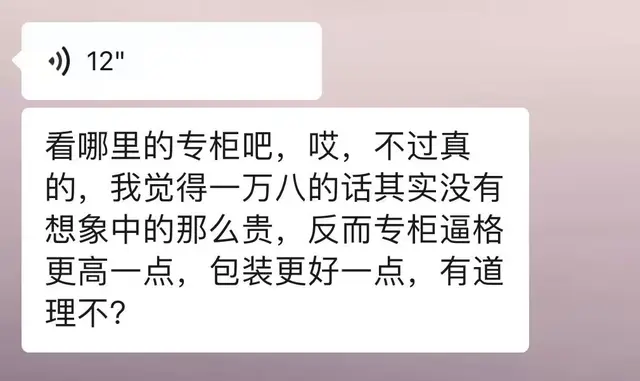 12"
看哪里的专柜吧，哎，不过真
的，我觉得一万八的话其实没有
想象中的那么贵，反而专柜逼格
更高一点，包装更好一点，有道
理不？